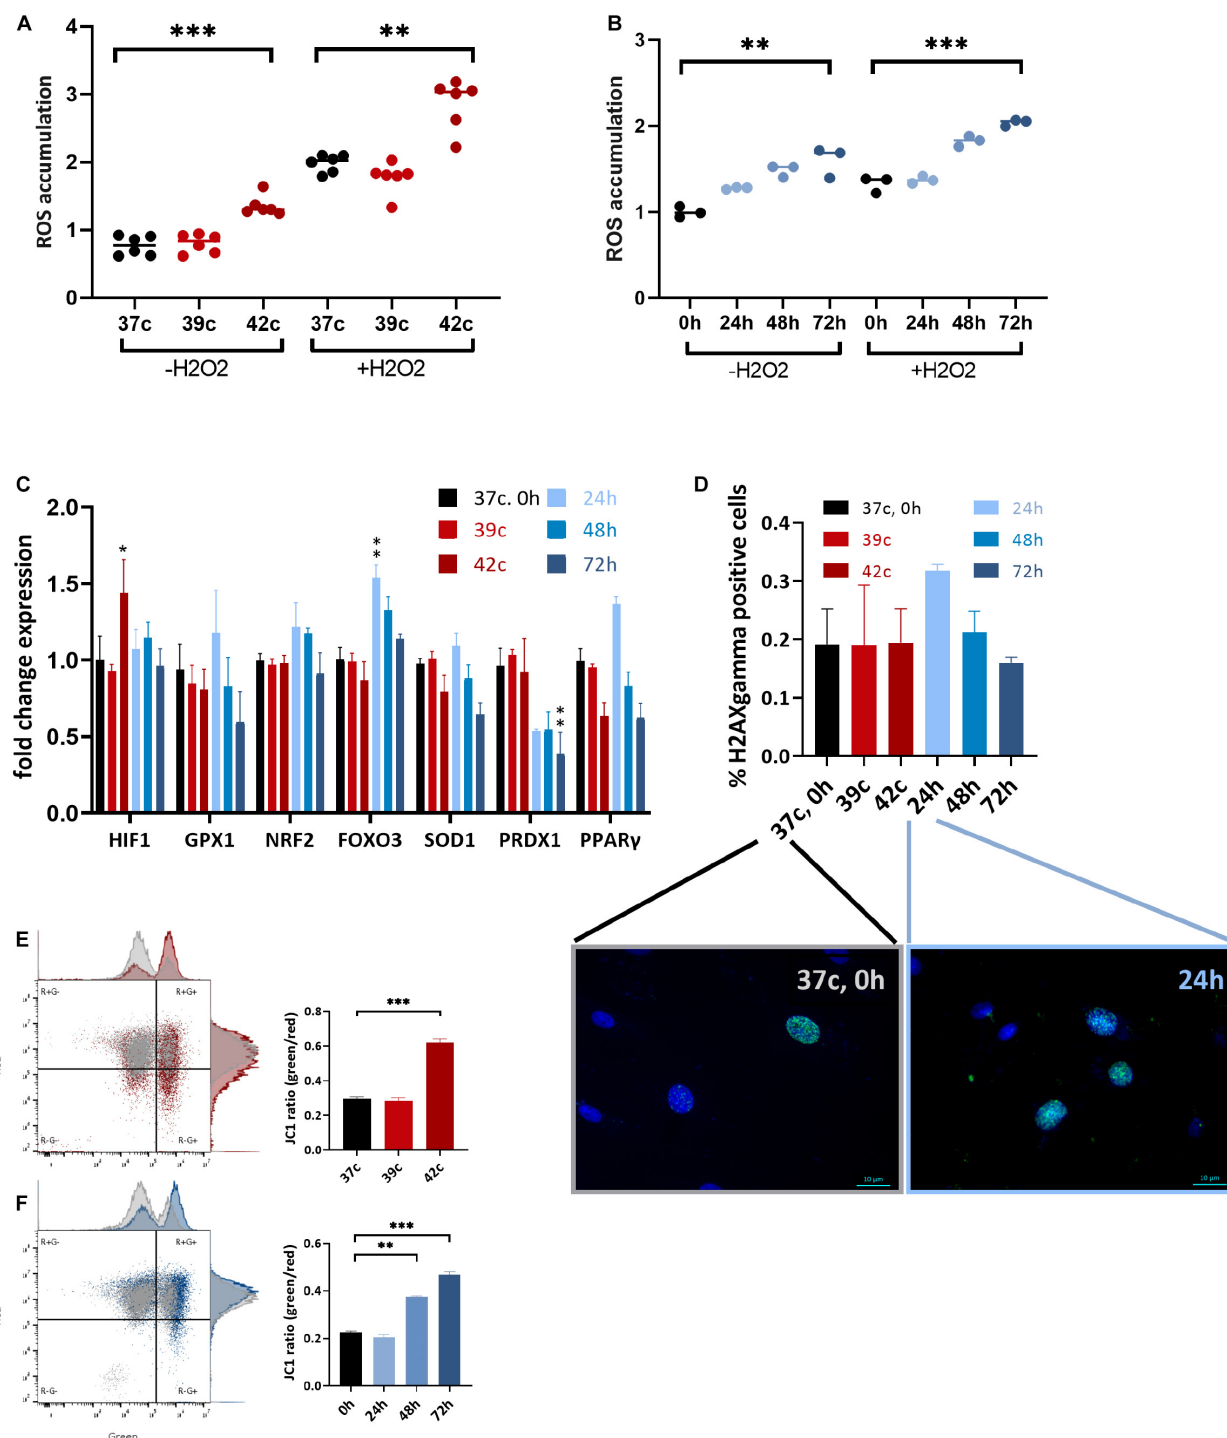 A
4
3
2
1
0
ROS accumulation
***
**
37c 39c 42c 37c 39c 42c
-H2O2 +H2O2
B
3
2
1
0
ROS accumulation
**
***
0h 24h 48h 72h 0h 24h 48h 72h
-H2O2 +H2O2
C
2.0
1.5
1.0
0.5
0.0
fold change expression
37c. 0h 24h
39c 48h
42c 72h
*
**
**
HIF1 GPX1 NRF2 FOXO3 SOD1 PRDX1 PPARγ
D
0.4
0.3
0.2
0.1
0.0
% H2AXgamma positive cells
37c, 0h 24h
39c 48h
42c 72h
37c, 0h 39c 42c 24h 48h 72h
37c, 0h
10 µm
24h
10 µm
E
R+G- R+G+
R-G- R-G+
0.8
0.6
0.4
0.2
0.0
JC1 ratio (green/red)
***
37c 39c 42c
F
R+G- R+G+
R-G- R-G+
Green
0.6
0.4
0.2
0.0
JC1 ratio (green/red)
***
**
0h 24h 48h 72h